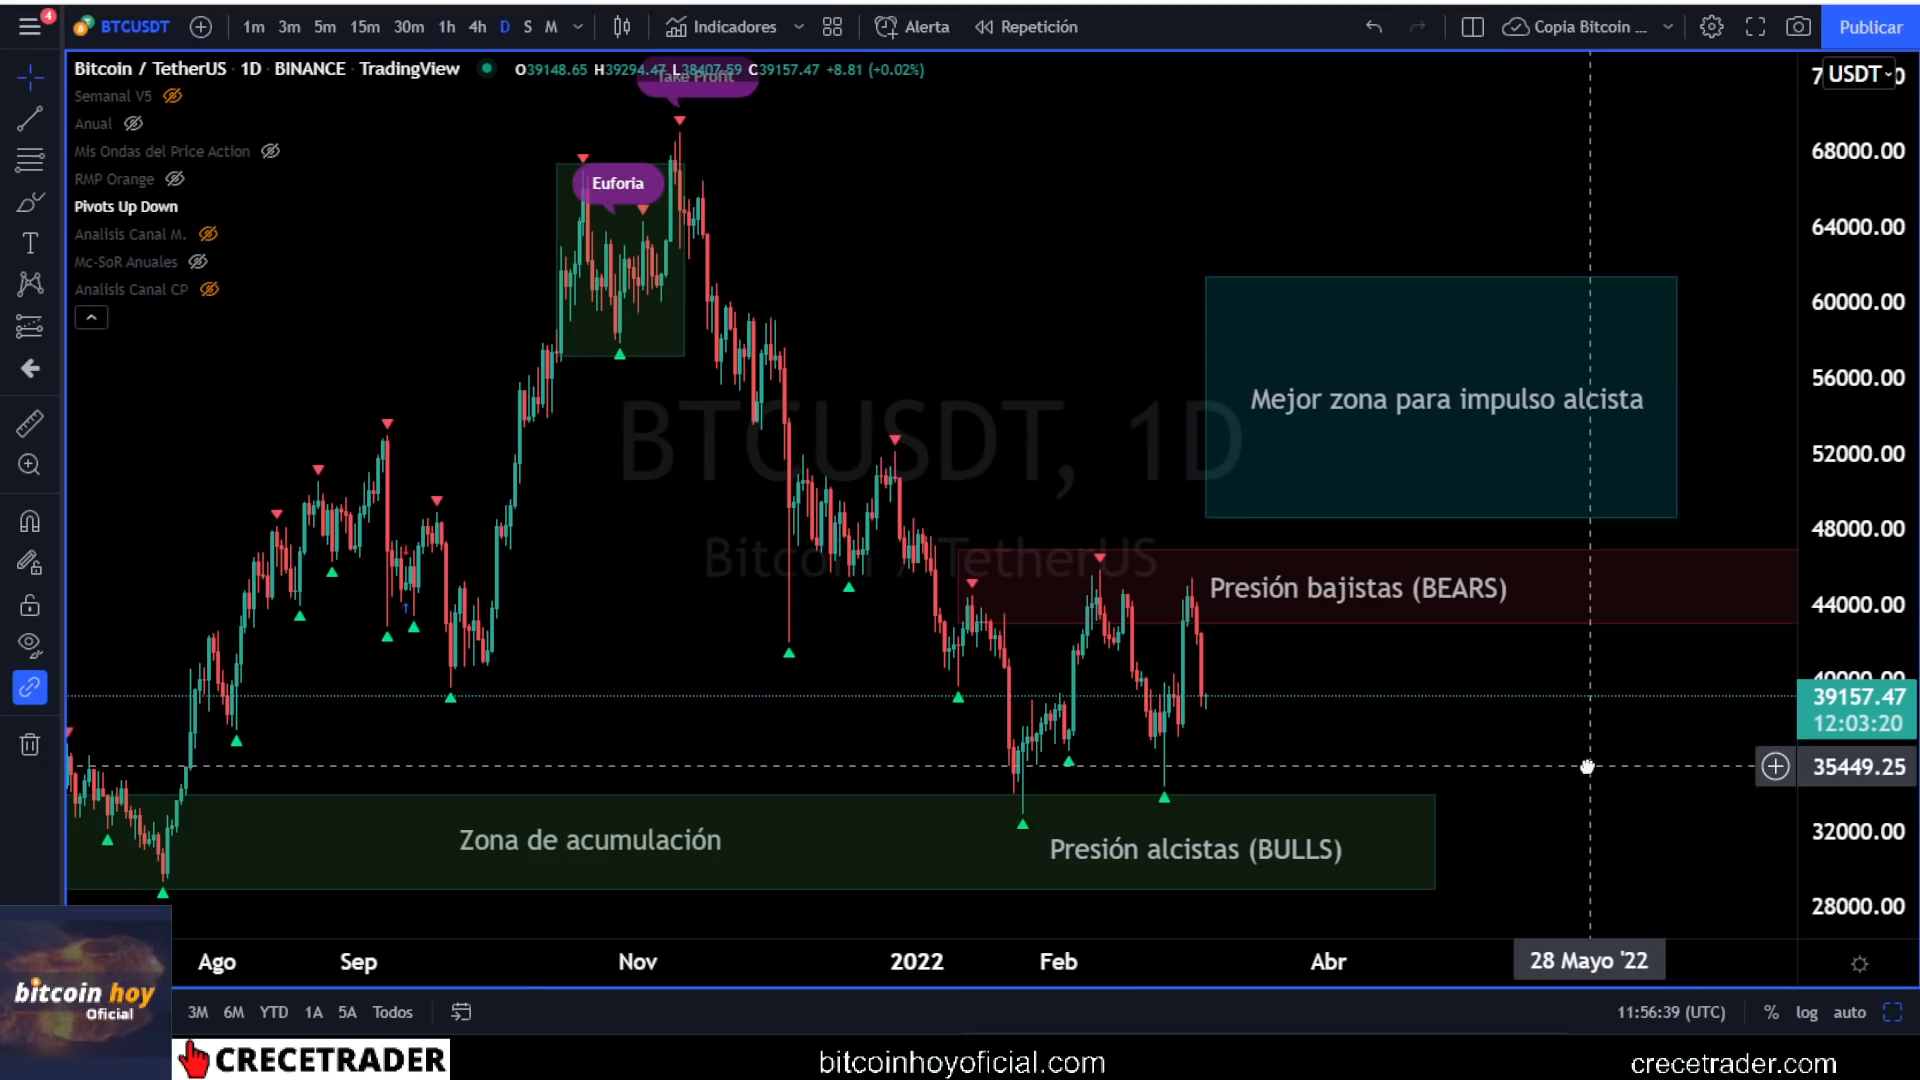 4
BTCUSDT
1m 3m 5m 15m 30m 1h 4h D S M
Indicadores
Alerta
Repetición
Copia Bitcoin ...
Publicar
Bitcoin / TetherUS · 1D · BINANCE · TradingView
O39148.65 H39294.47 L38407.59 C39157.47 +8.81 (+0.02%)
Take Profit
USDT
Semanal V5
Anual
Mis Ondas del Price Action
RMP Orange
Pivots Up Down
Analisis Canal M.
Mc-SoR Anuales
Analisis Canal CP
Euforia
BTCUSDT, 1D
Bitcoin / TetherUS
Mejor zona para impulso alcista
Presión bajistas (BEARS)
Zona de acumulación
Presión alcistas (BULLS)
68000.00
64000.00
60000.00
56000.00
52000.00
48000.00
44000.00
40000.00
39157.47
12:03:20
35449.25
32000.00
28000.00
Ago Sep Nov 2022 Feb Abr 28 Mayo '22
3M 6M YTD 1A 5A Todos
11:56:39 (UTC) % log auto
bitcoin hoy
Oficial
CRECETRADER
bitcoinhoyoficial.com
crecetrader.com